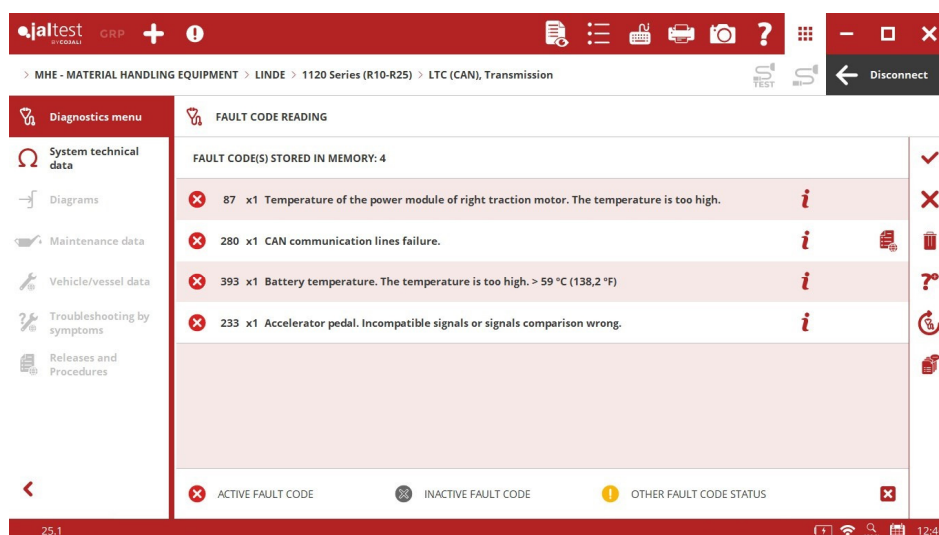 jaltest GRP
BY COJALI
> MHE - MATERIAL HANDLING EQUIPMENT > LINDE > 1120 Series (R10-R25) > LTC (CAN), Transmission
TEST
Disconnect
Diagnostics menu
FAULT CODE READING
System technical data
FAULT CODE(S) STORED IN MEMORY: 4
Diagrams
87 x1 Temperature of the power module of right traction motor. The temperature is too high.
Maintenance data
280 x1 CAN communication lines failure.
Vehicle/vessel data
393 x1 Battery temperature. The temperature is too high. > 59 °C (138,2 °F)
Troubleshooting by symptoms
233 x1 Accelerator pedal. Incompatible signals or signals comparison wrong.
Releases and Procedures
ACTIVE FAULT CODE
INACTIVE FAULT CODE
OTHER FAULT CODE STATUS
25.1